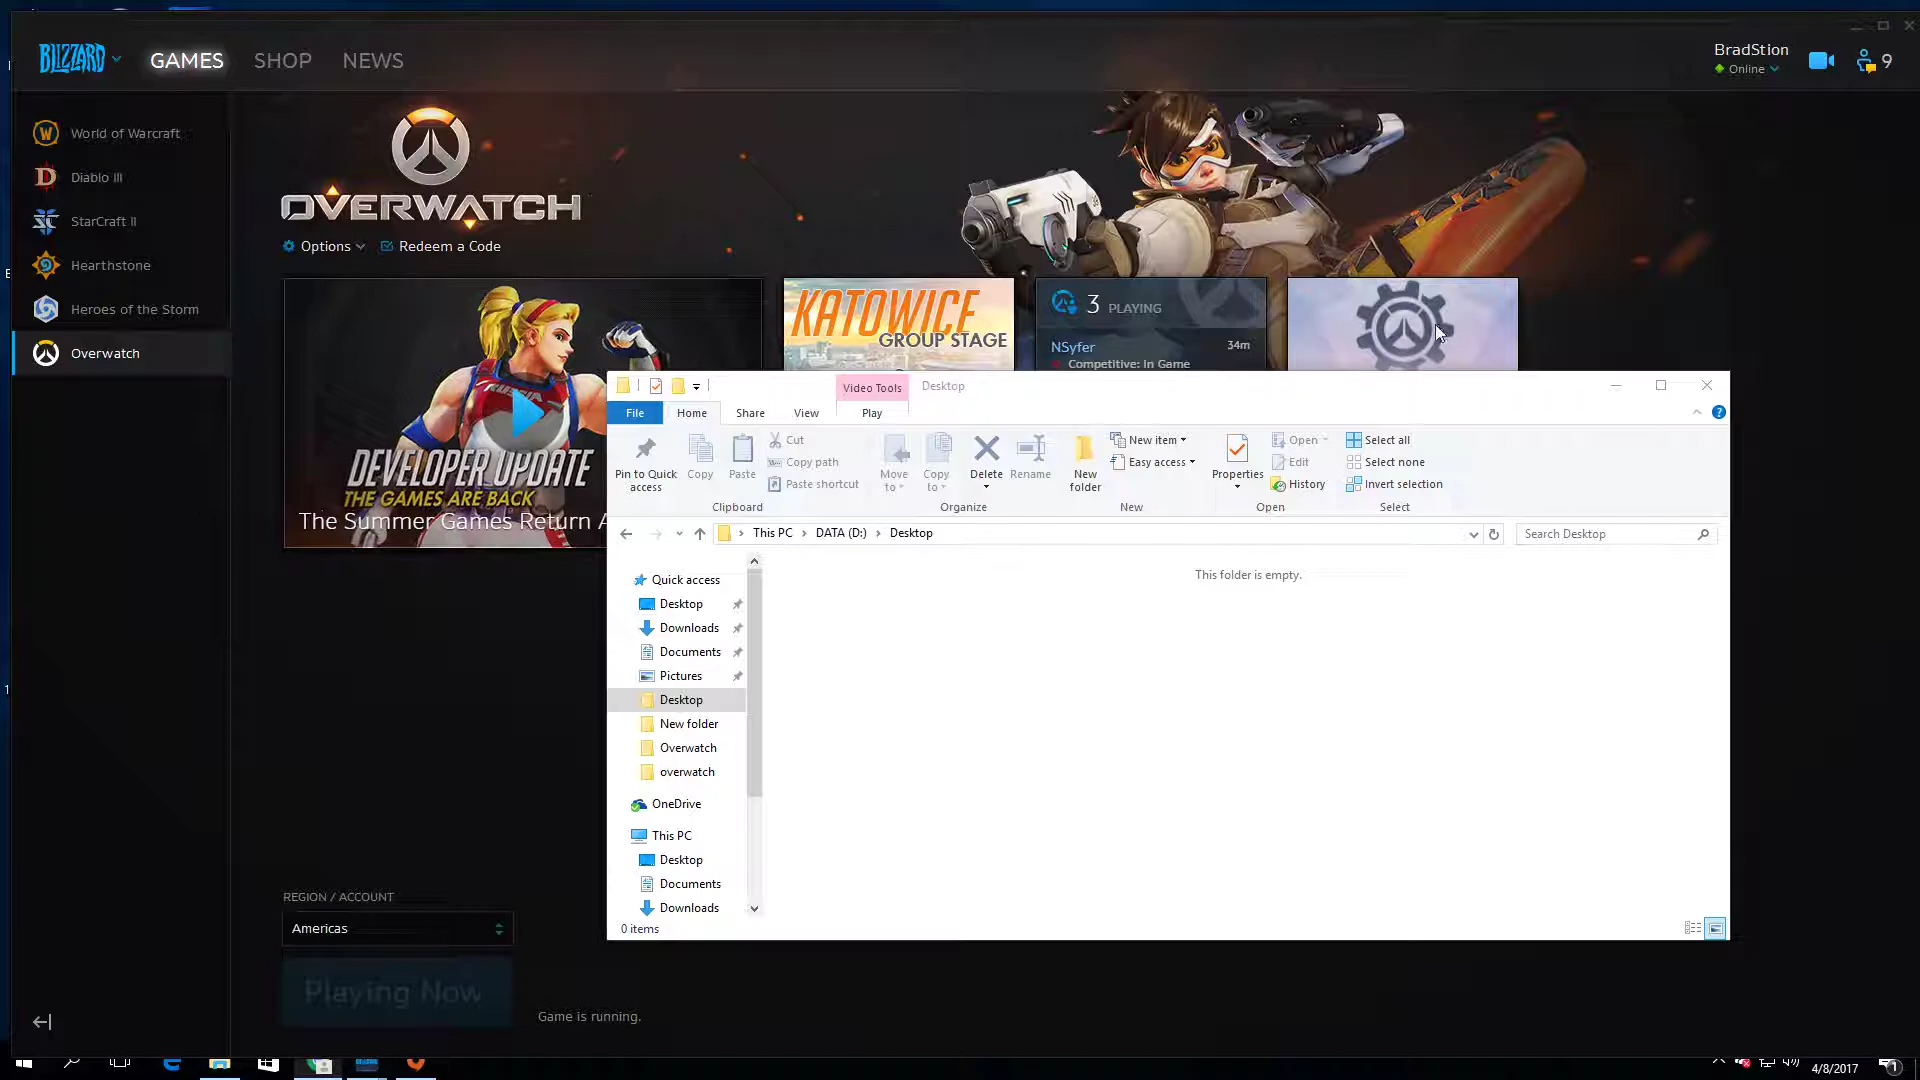 BLIZZARD
GAMES
SHOP
NEWS
BradStion
Online
9
World of Warcraft
Diablo III
StarCraft II
Hearthstone
Heroes of the Storm
Overwatch
OVERWATCH
Options
Redeem a Code
RUSSIA
DEVELOPER UPDATE
THE GAMES ARE BACK
The Summer Games Return A
KATOWICE
GROUP STAGE
3 PLAYING
NSyfer
34m
Competitive: In Game
Video Tools
Desktop
File
Home
Share
View
Play
Pin to Quick
access
Copy
Paste
Cut
Copy path
Paste shortcut
Clipboard
Move
to
Copy
to
Delete
Rename
Organize
New
folder
New item
Easy access
New
Properties
Open
Edit
History
Open
Select all
Select none
Invert selection
Select
This PC
DATA (D:)
Desktop
Search Desktop
This folder is empty.
Quick access
Desktop
Downloads
Documents
Pictures
Desktop
New folder
Overwatch
overwatch
OneDrive
This PC
Desktop
Documents
Downloads
0 items
REGION / ACCOUNT
Americas
Playing Now
Game is running.
4/8/2017
1